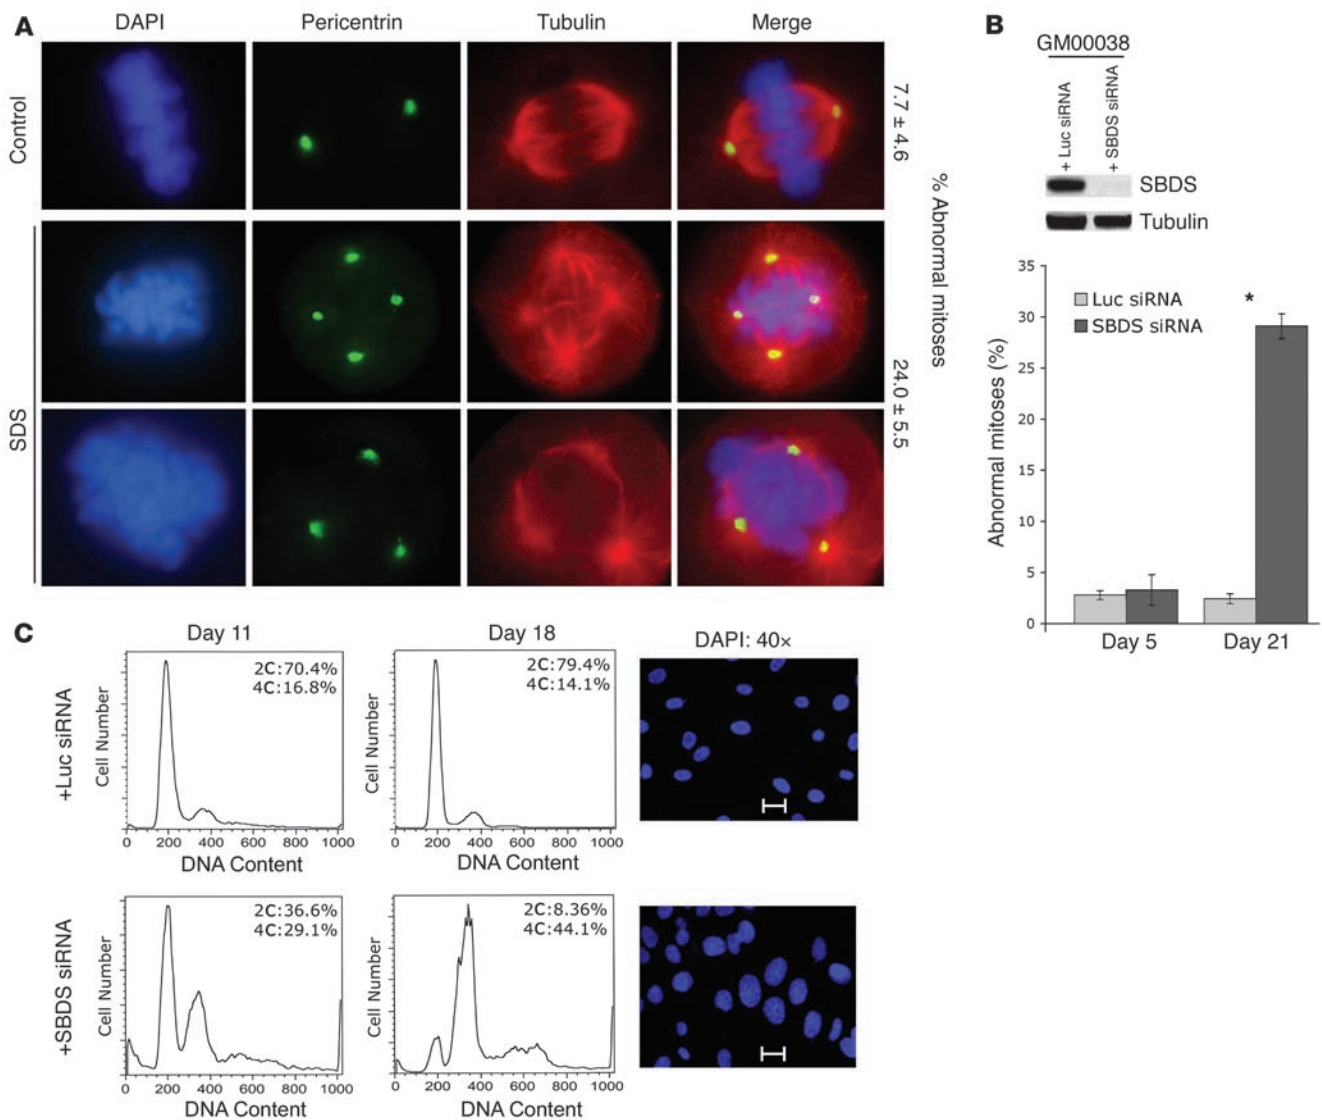 A
DAPI
Pericentrin
Tubulin
Merge
Control
SDS
7.7 ± 4.6
24.0 ± 5.5
% Abnormal mitoses
B
GM00038
+ Luc siRNA
+ SBDS siRNA
SBDS
Tubulin
Abnormal mitoses (%)
35
30
25
20
15
10
5
0
Luc siRNA
SBDS siRNA
*
Day 5
Day 21
C
Day 11
Day 18
DAPI: 40×
+Luc siRNA
Cell Number
2C:70.4%
4C:16.8%
0 200 400 600 800 1000
DNA Content
Cell Number
2C:79.4%
4C:14.1%
0 200 400 600 800 1000
DNA Content
+SBDS siRNA
Cell Number
2C:36.6%
4C:29.1%
0 200 400 600 800 1000
DNA Content
Cell Number
2C:8.36%
4C:44.1%
0 200 400 600 800 1000
DNA Content